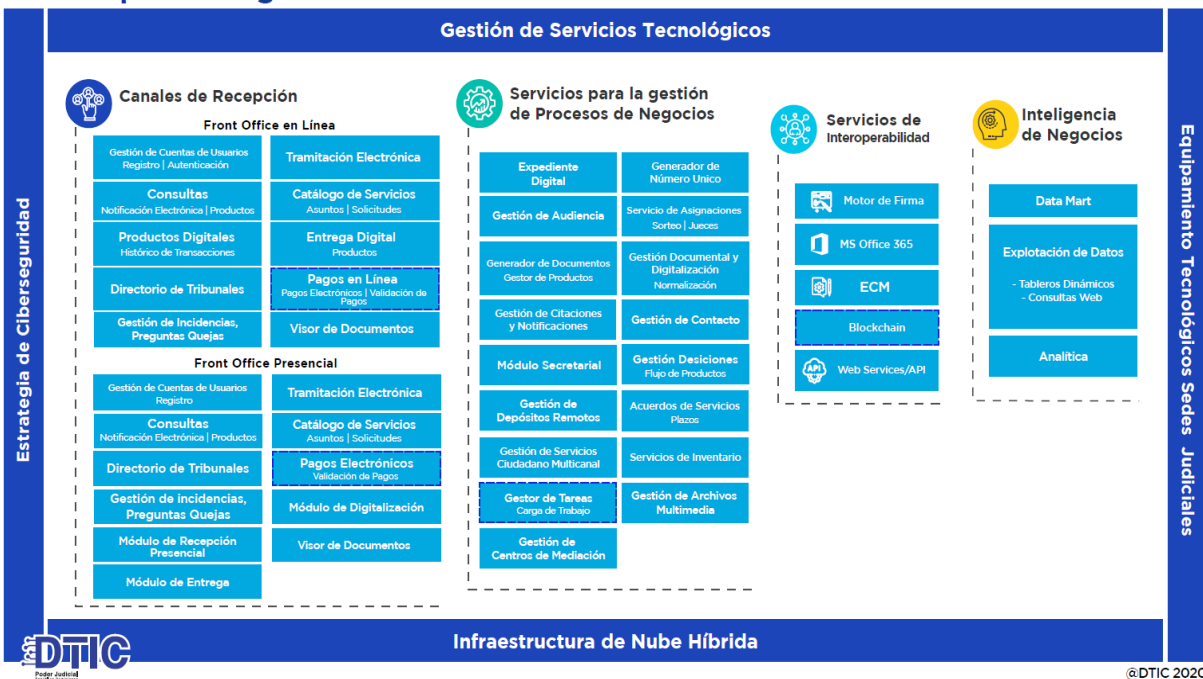 Gestión de Servicios Tecnológicos
Estrategia de Ciberseguridad
Canales de Recepción
Front Office en Línea
Gestión de Cuentas de Usuarios
Registro | Autenticación
Tramitación Electrónica
Consultas
Notificación Electrónica | Productos
Catálogo de Servicios
Asuntos | Solicitudes
Productos Digitales
Histórico de Transacciones
Entrega Digital
Productos
Directorio de Tribunales
Pagos en Línea
Pagos Electrónicos | Validación de
Pagos
Gestión de Incidencias,
Preguntas Quejas
Visor de Documentos
Front Office Presencial
Gestión de Cuentas de Usuarios
Registro
Tramitación Electrónica
Consultas
Notificación Electrónica | Productos
Catálogo de Servicios
Asuntos | Solicitudes
Directorio de Tribunales
Pagos Electrónicos
Validación de Pagos
Gestión de incidencias,
Preguntas Quejas
Módulo de Digitalización
Módulo de Recepción
Presencial
Visor de Documentos
Módulo de Entrega
Servicios para la gestión
de Procesos de Negocios
Expediente
Digital
Generador de
Número Unico
Gestión de Audiencia
Servicio de Asignaciones
Sorteo | Jueces
Generador de Documentos
Gestor de Productos
Gestión Documental y
Digitalización
Normalización
Gestión de Citaciones
y Notificaciones
Gestión de Contacto
Módulo Secretarial
Gestión Desiciones
Flujo de Productos
Gestión de
Depósitos Remotos
Acuerdos de Servicios
Plazos
Gestión de Servicios
Ciudadano Multicanal
Servicios de Inventario
Gestor de Tareas
Carga de Trabajo
Gestión de Archivos
Multimedia
Gestión de
Centros de Mediación
Servicios de
Interoperabilidad
Motor de Firma
MS Office 365
ECM
Blockchain
API
Web Services/API
Inteligencia
de Negocios
Data Mart
Explotación de Datos
- Tableros Dinámicos
- Consultas Web
Analítica
Equipamiento Tecnológicos Sedes Judiciales
Infraestructura de Nube Híbrida
DTIC
Poder Judicial
@DTIC 2020